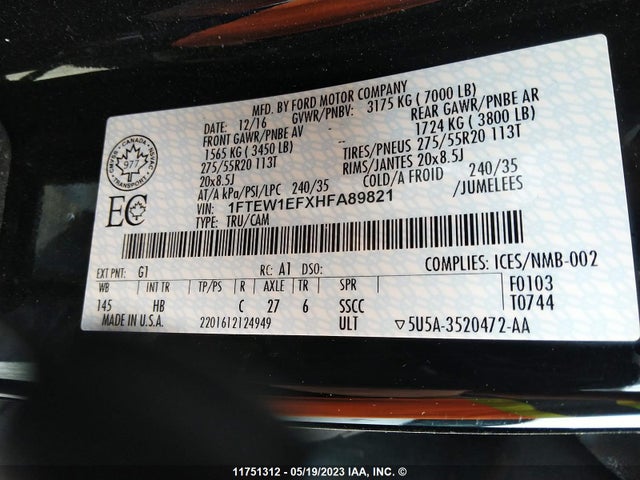 MFD. BY FORD MOTOR COMPANY
DATE: 12/16 GVWR/PNBV: 3175 KG ( 7000 LB)
FRONT GAWR/PNBE AV REAR GAWR/PNBE AR
1565 KG ( 3450 LB) 1724 KG ( 3800 LB)
275/55R20 113T TIRES/PNEUS 275/55R20 113T
20x8.5J RIMS/JANTES 20x8.5J
AT/A kPa/PSI/LPC 240/35 COLD/A FROID 240/35
VIN: 1FTEW1EFXHFA89821 /JUMELEES
TYPE: TRU/CAM
CANADA
977
TRANSPORT
EC
COMPLIES: ICES/NMB-002
EXT PNT: G1 RC: A1 DSO:
WB INT TR TP/PS R AXLE TR SPR F0103
145 HB C 27 6 SSCC T0744
MADE IN U.S.A. 2201612124949 ULT ▽5U5A-3520472-AA
11751312 - 05/19/2023 IAA, INC. ©